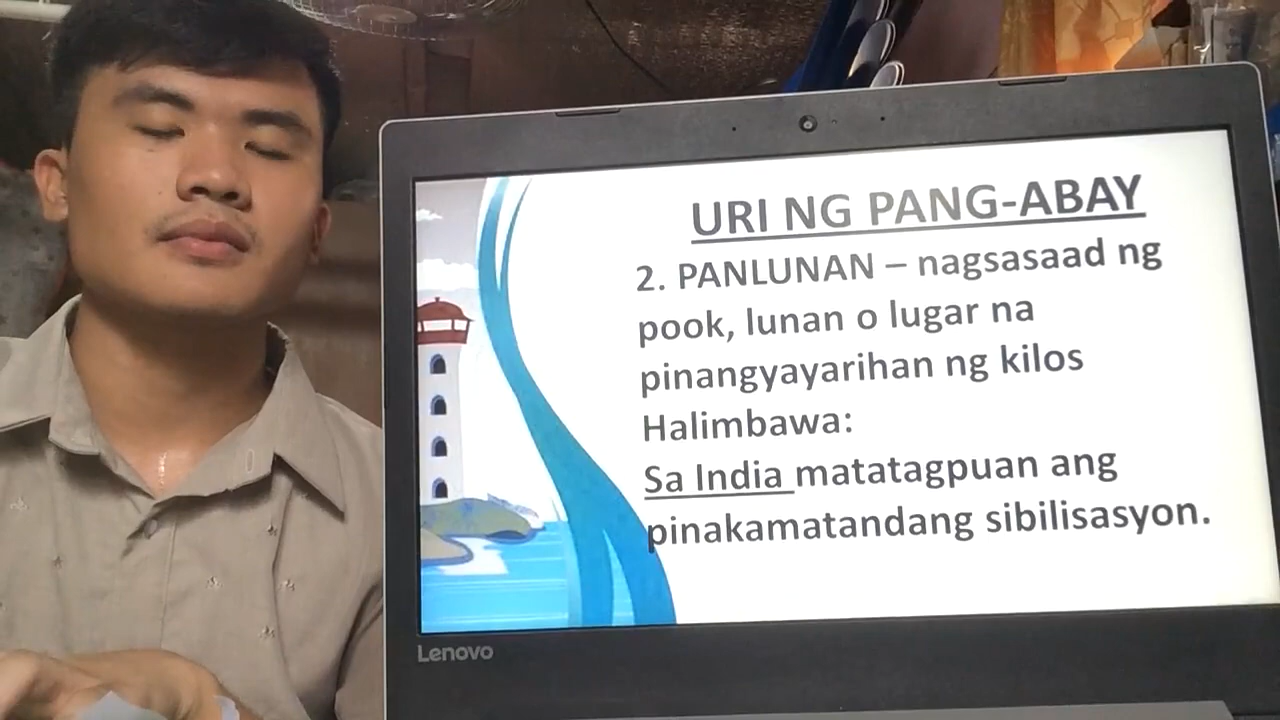 URI NG PANG-ABAY
2. PANLUNAN – nagsasaad ng
pook, lunan o lugar na
pinangyayarihan ng kilos
Halimbawa:
Sa India matatagpuan ang
pinakamatandang sibilisasyon.
Lenovo